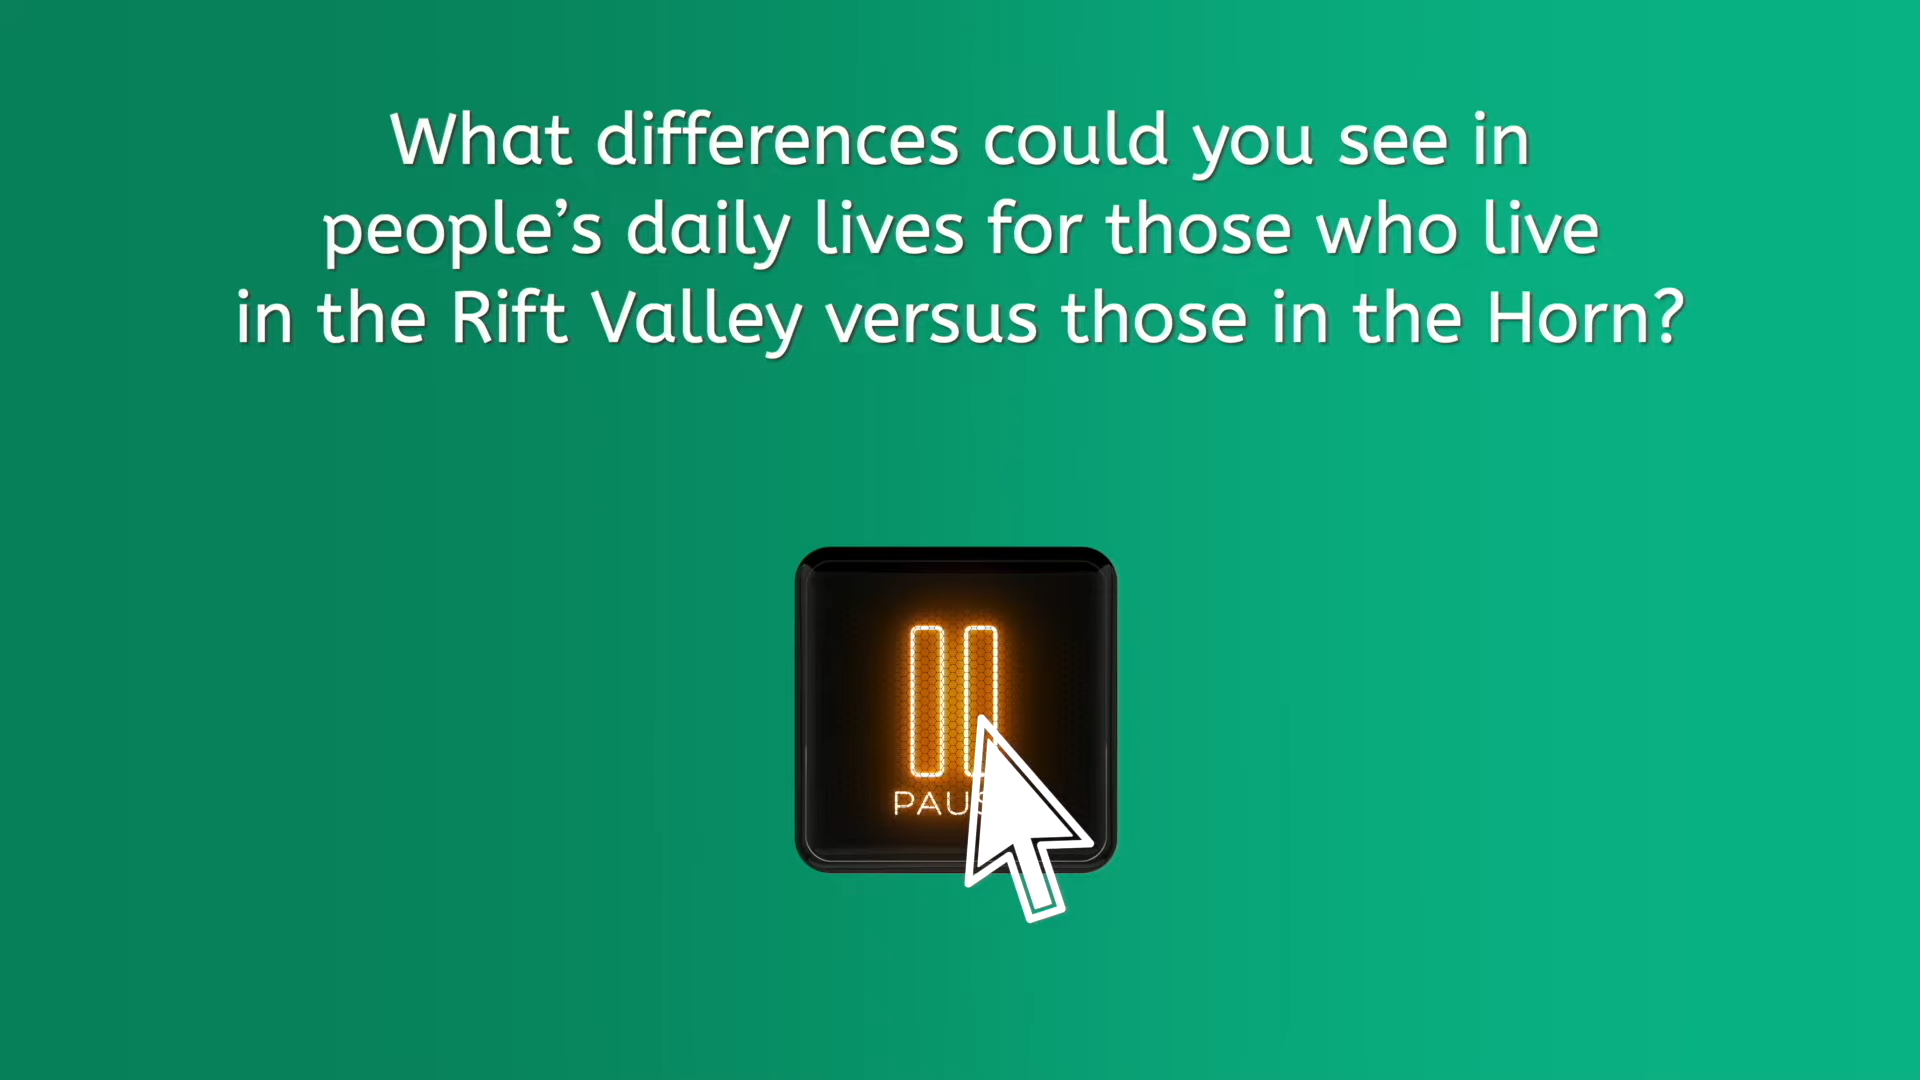 What differences could you see in
people’s daily lives for those who live
in the Rift Valley versus those in the Horn?
PAUS